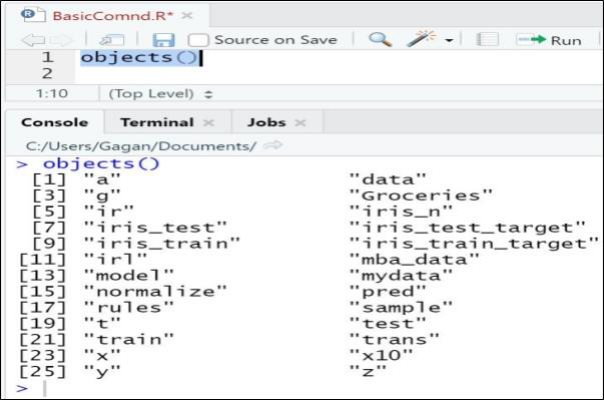 BasicComnd.R* ×
Source on Save Run
1 objects()
2
1:10 (Top Level)
Console Terminal × Jobs ×
C:/Users/Gagan/Documents/
> objects()
[1] "a" "data"
[3] "g" "Groceries"
[5] "ir" "iris_n"
[7] "iris_test" "iris_test_target"
[9] "iris_train" "iris_train_target"
[11] "irl" "mba_data"
[13] "model" "mydata"
[15] "normalize" "pred"
[17] "rules" "sample"
[19] "t" "test"
[21] "train" "trans"
[23] "x" "x10"
[25] "y" "z"
>